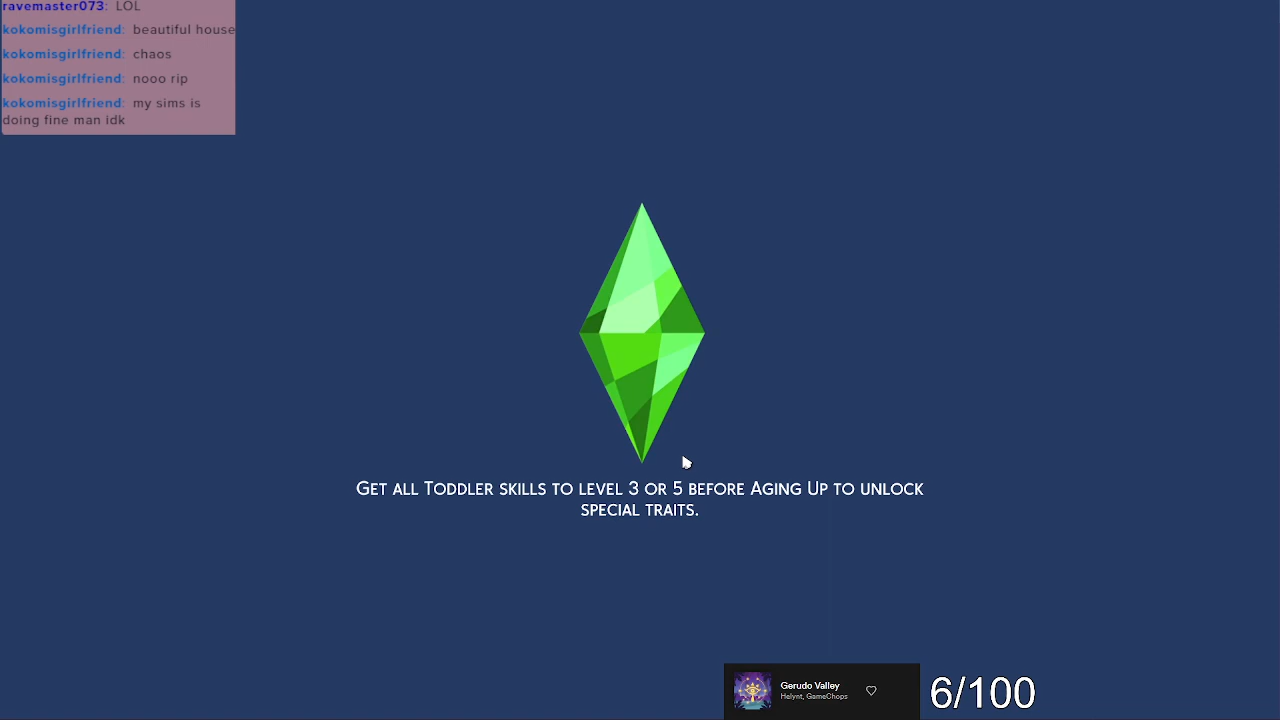 ravemaster073: LOL
kokomisgirlfriend: beautiful house
kokomisgirlfriend: chaos
kokomisgirlfriend: nooo rip
kokomisgirlfriend: my sims is
doing fine man idk
GET ALL TODDLER SKILLS TO LEVEL 3 OR 5 BEFORE AGING UP TO UNLOCK
SPECIAL TRAITS.
Gerudo Valley
Helynt, GameChops
6/100